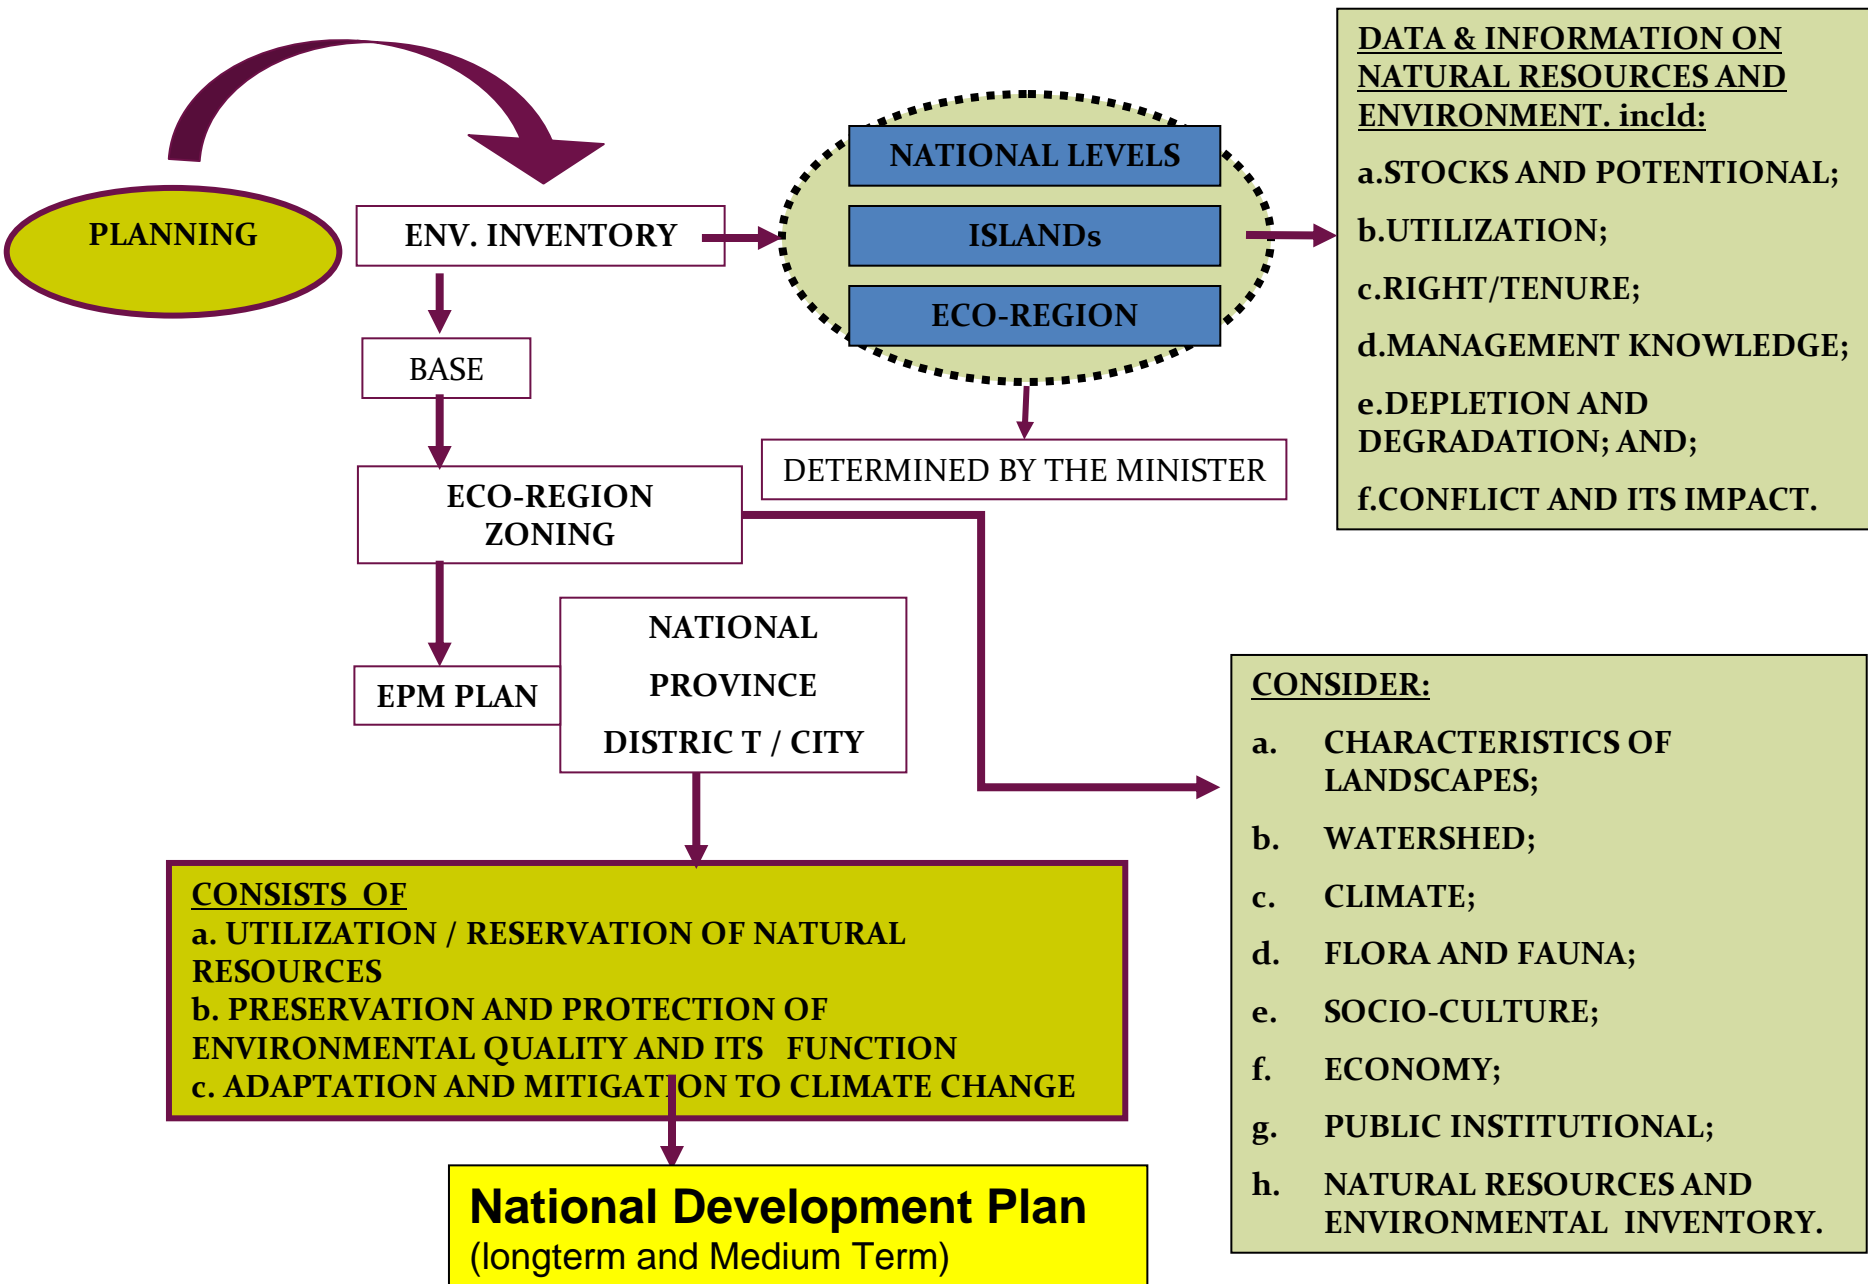 PLANNING
ENV. INVENTORY
BASE
ECO-REGION
ZONING
EPM PLAN
NATIONAL
PROVINCE
DISTRIC T / CITY
NATIONAL LEVELS
ISLANDs
ECO-REGION
DETERMINED BY THE MINISTER
DATA & INFORMATION ON
NATURAL RESOURCES AND
ENVIRONMENT. incld:
a.STOCKS AND POTENTIONAL;
b.UTILIZATION;
c.RIGHT/TENURE;
d.MANAGEMENT KNOWLEDGE;
e.DEPLETION AND
DEGRADATION; AND;
f.CONFLICT AND ITS IMPACT.
CONSIDER:
a. CHARACTERISTICS OF
LANDSCAPES;
b. WATERSHED;
c. CLIMATE;
d. FLORA AND FAUNA;
e. SOCIO-CULTURE;
f. ECONOMY;
g. PUBLIC INSTITUTIONAL;
h. NATURAL RESOURCES AND
ENVIRONMENTAL INVENTORY.
CONSISTS OF
a. UTILIZATION / RESERVATION OF NATURAL
RESOURCES
b. PRESERVATION AND PROTECTION OF
ENVIRONMENTAL QUALITY AND ITS FUNCTION
c. ADAPTATION AND MITIGATION TO CLIMATE CHANGE
National Development Plan
(longterm and Medium Term)